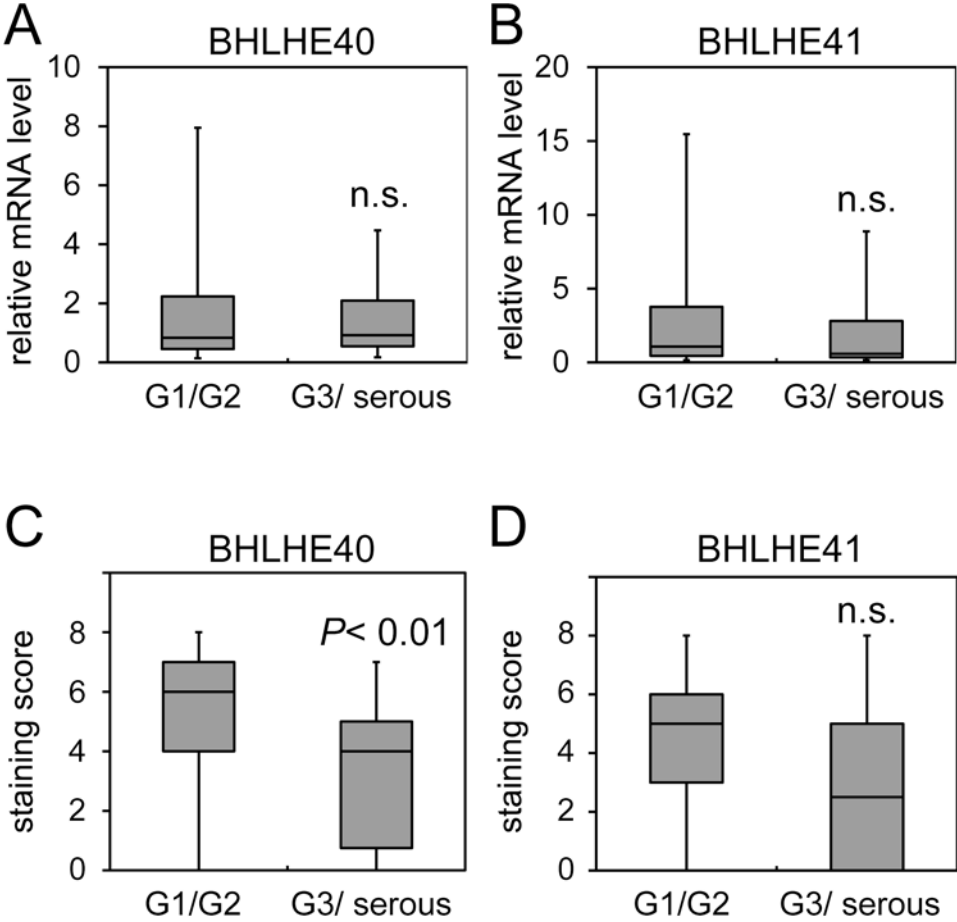 A
BHLHE40
relative mRNA level
10
8
6
4
2
0
n.s.
G1/G2
G3/ serous
B
BHLHE41
relative mRNA level
20
15
10
5
0
n.s.
G1/G2
G3/ serous
C
BHLHE40
staining score
8
6
4
2
0
P< 0.01
G1/G2
G3/ serous
D
BHLHE41
staining score
8
6
4
2
0
n.s.
G1/G2
G3/ serous